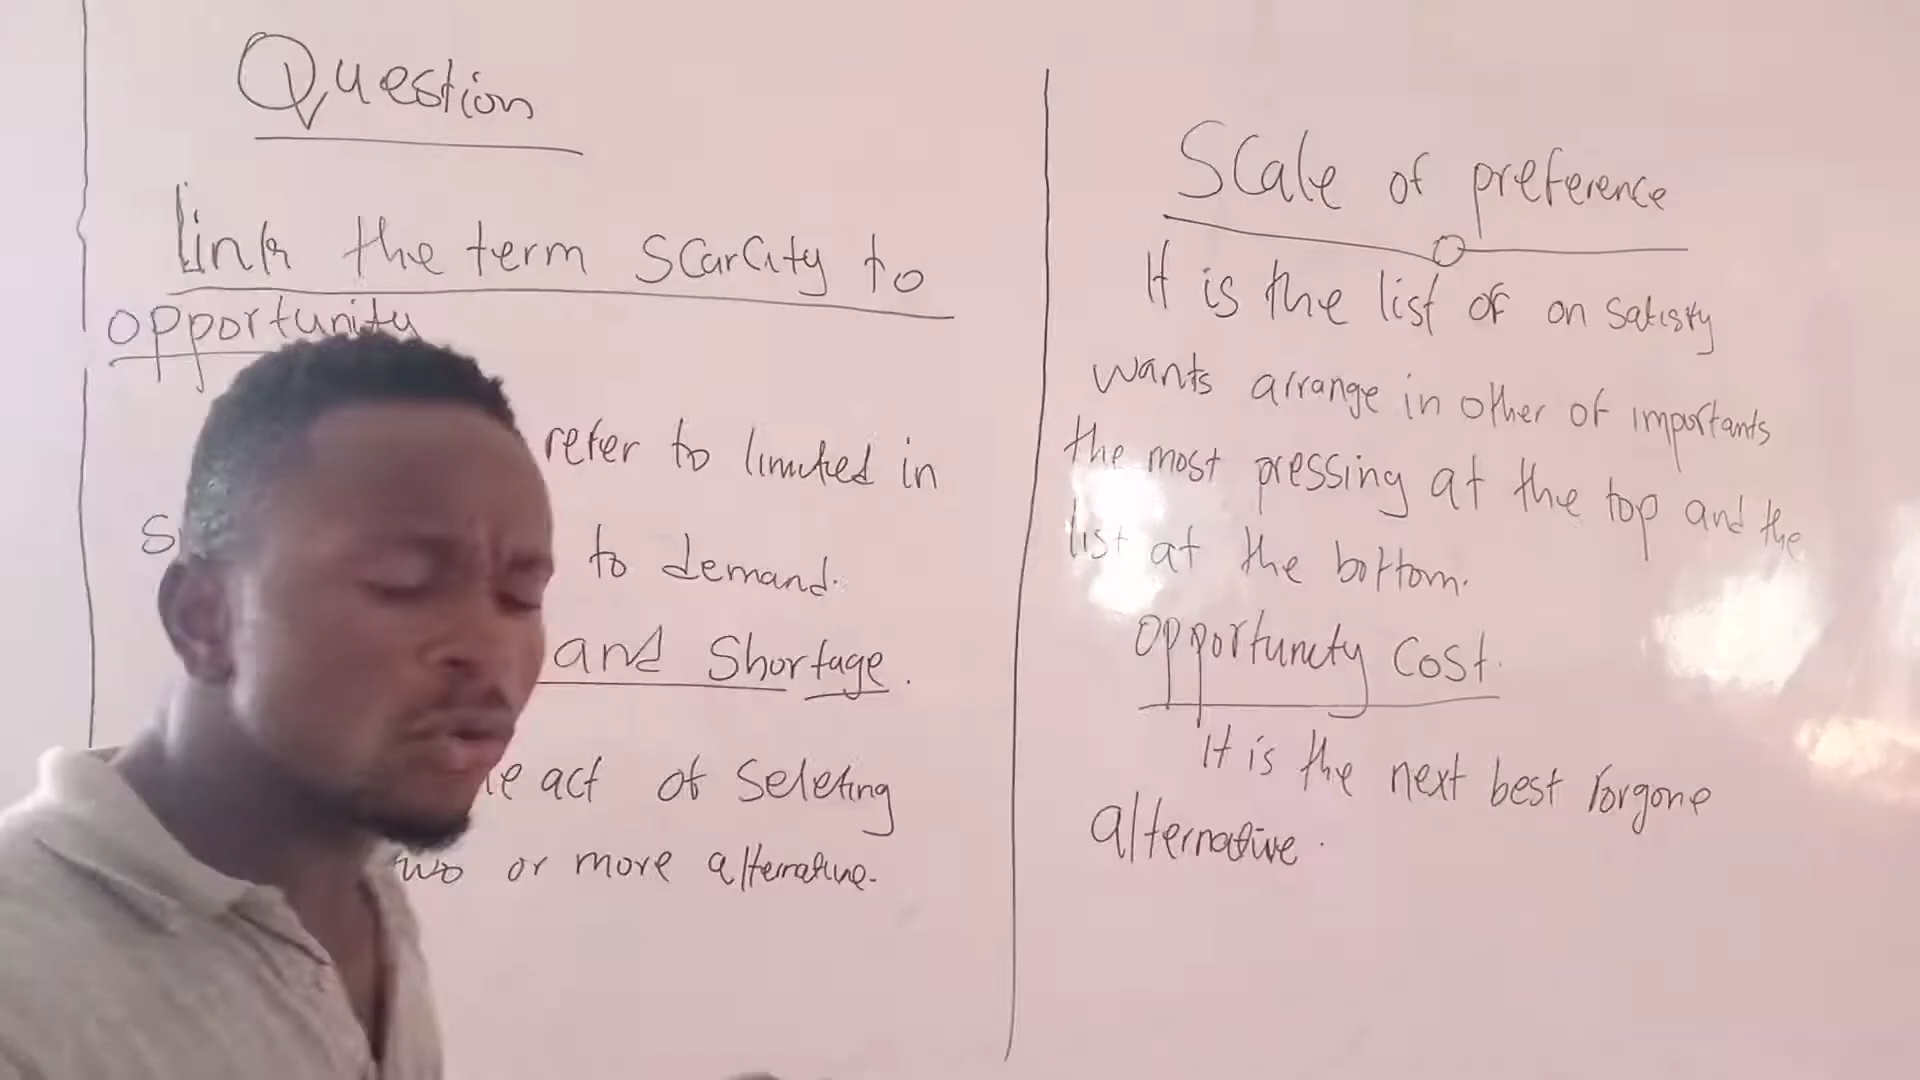 Question
Link the term scarcity to
opportunity
refer to limited in
to demand.
and Shortage.
act of Seleting
two or more alternative.
Scale of preference
It is the list of on satisfy
wants arrange in other of importants
the most pressing at the top and the
list at the bottom.
opportunity cost.
It is the next best forgone
alternative.